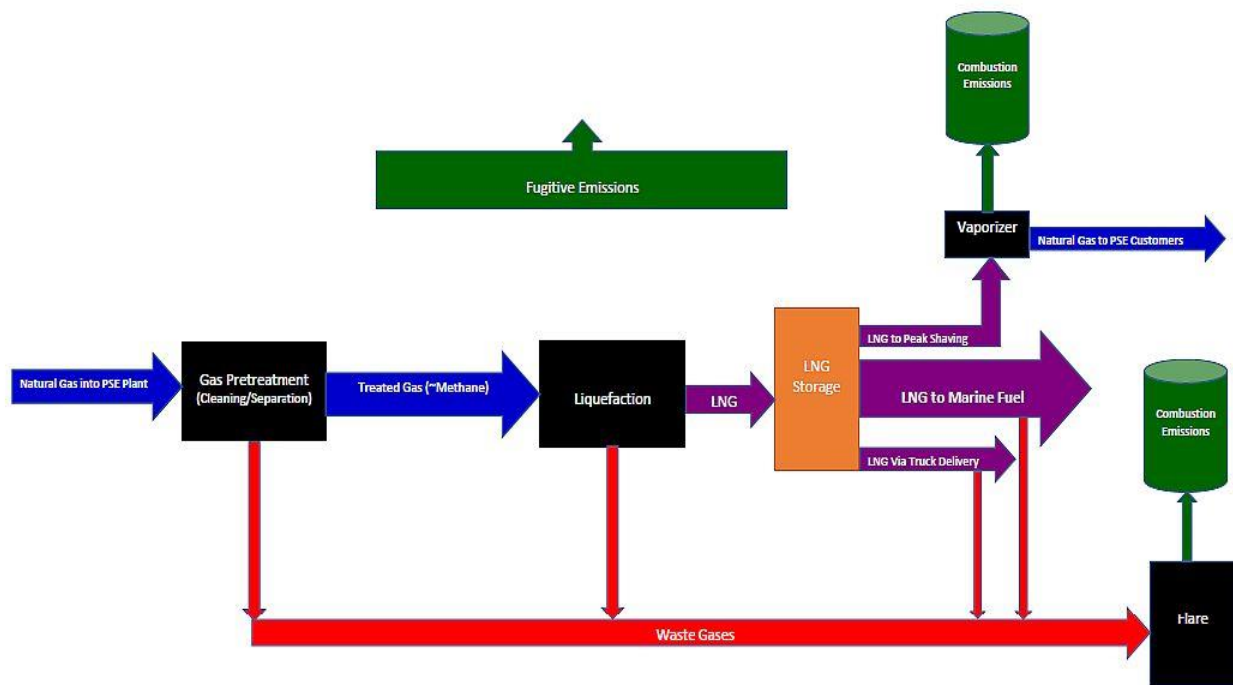 Combustion
Emissions
Fugitive Emissions
Vaporizer
Natural Gas to PSE Customers
LNG to Peak Shaving
Natural Gas into PSE Plant
Gas Pretreatment
(Cleaning/Separation)
Treated Gas (~Methane)
Liquefaction
LNG
LNG
Storage
LNG to Marine Fuel
LNG Via Truck Delivery
Combustion
Emissions
Flare
Waste Gases